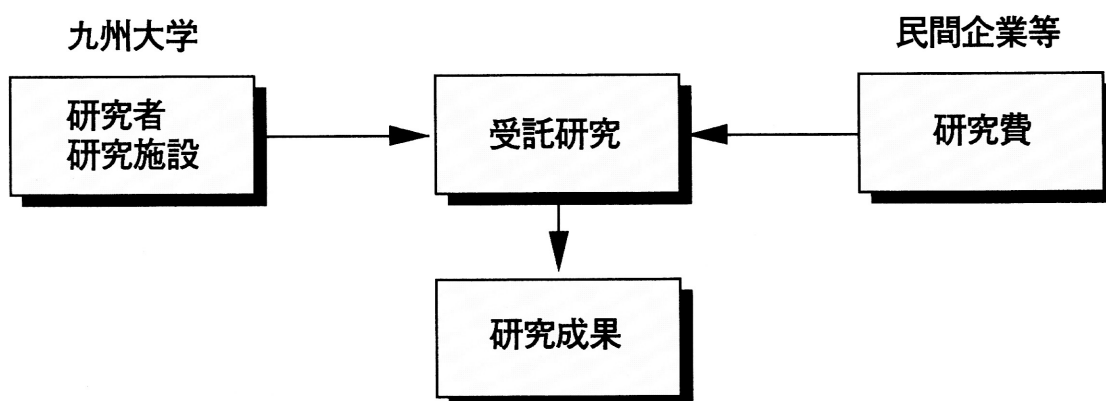 九州大学
民間企業等
研究者
研究施設
受託研究
研究費
研究成果